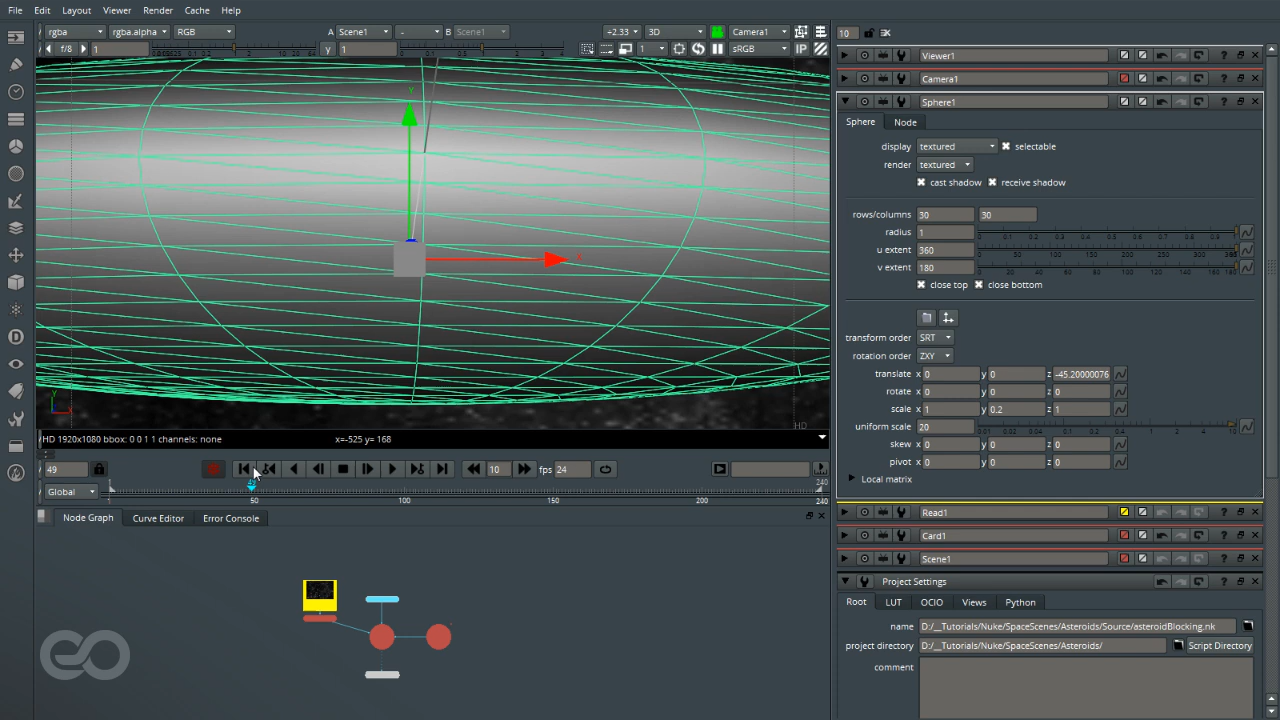 File Edit Layout Viewer Render Cache Help
rgba rgba.alpha RGB A Scene1 - B Scene1 +2.33 3D Camera1
f/8 1 y 1 1 sRGB IP
HD
HD 1920x1080 bbox: 0 0 1 1 channels: none x=-525 y= 168
49 10 fps 24
Global 1 50 100 150 240 240
Node Graph Curve Editor Error Console
10
Viewer1
Camera1
Sphere1
Sphere Node
display textured selectable
render textured
cast shadow receive shadow
rows/columns 30 30
radius 1
u extent 360
v extent 180
close top close bottom
transform order SRT
rotation order ZXY
translate x 0 y 0 z -45.20000076
rotate x 0 y 0 z 0
scale x 1 y 0.2 z 1
uniform scale 20
skew x 0 y 0 z 0
pivot x 0 y 0 z 0
Local matrix
Read1
Card1
Scene1
Project Settings
Root LUT OCIO Views Python
name D:/__Tutorials/Nuke/SpaceScenes/Asteroids/Source/asteroidBlocking.nk
project directory D:/__Tutorials/Nuke/SpaceScenes/Asteroids/ Script Directory
comment